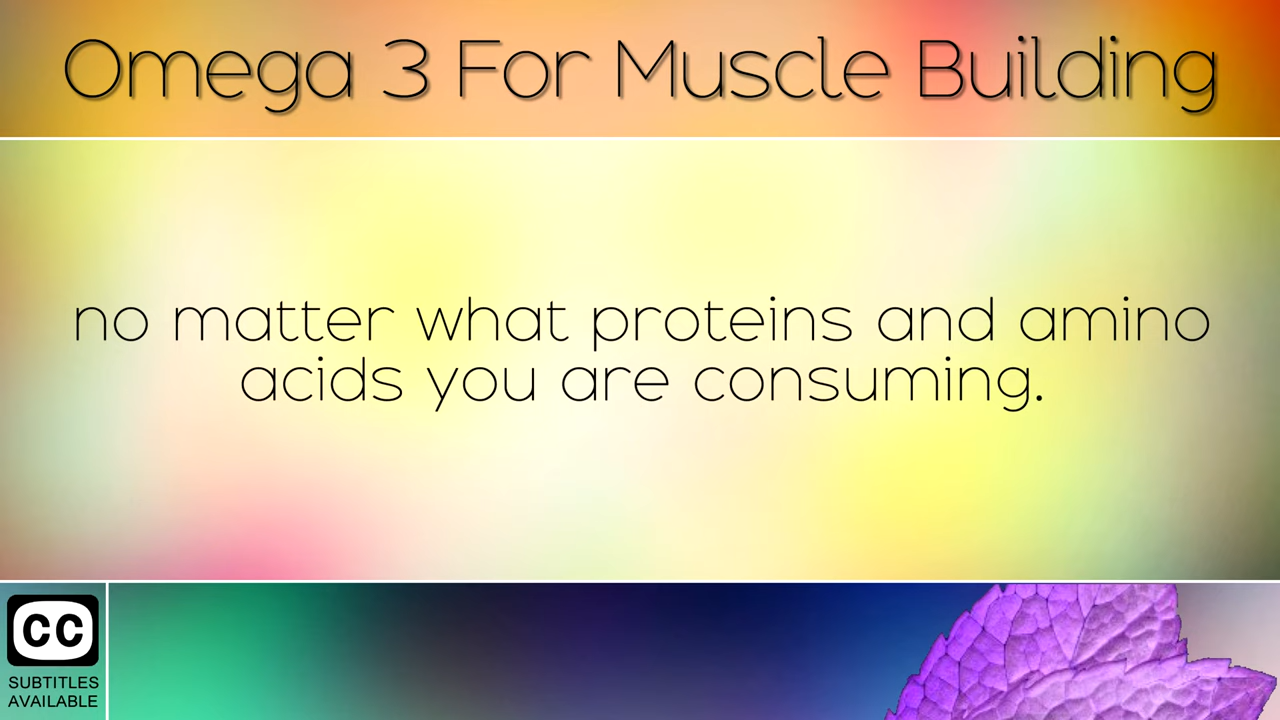 Omega 3 For Muscle Building
no matter what proteins and amino
acids you are consuming.
CC
SUBTITLES
AVAILABLE